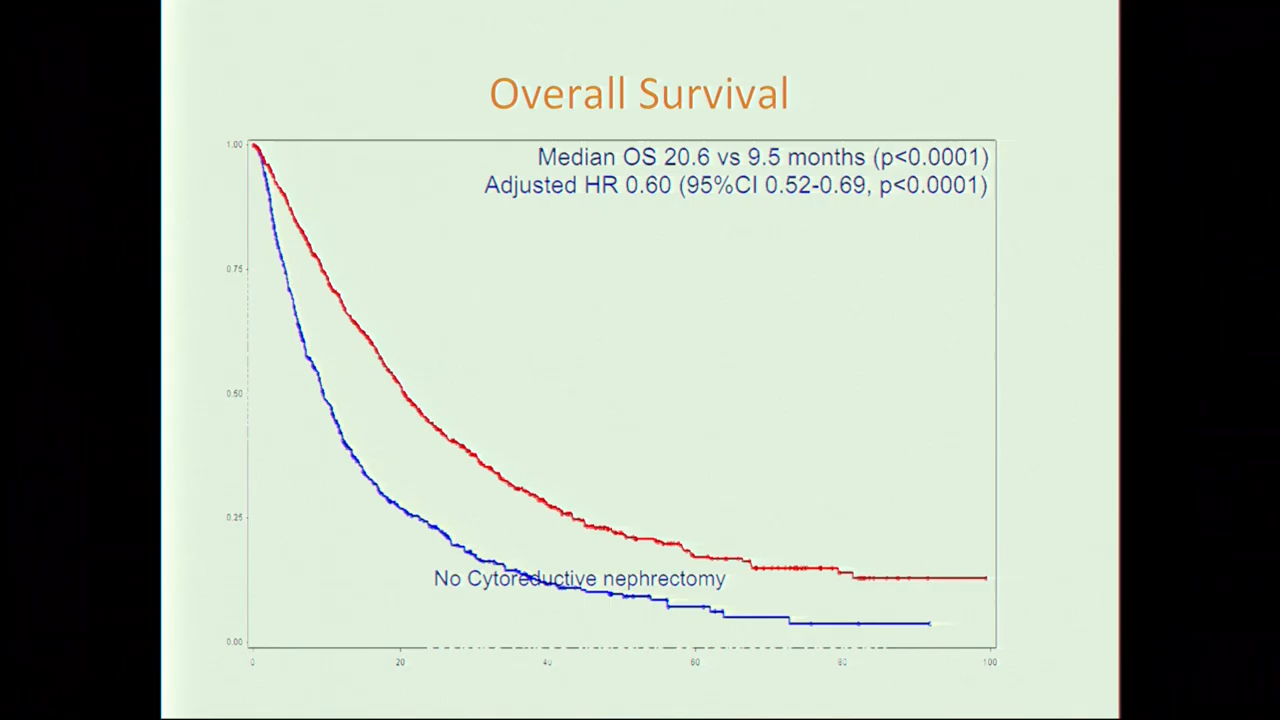 Overall Survival
Median OS 20.6 vs 9.5 months (p<0.0001)
Adjusted HR 0.60 (95%CI 0.52-0.69, p<0.0001)
1.00
0.75
0.50
0.25
0.00
No Cytoreductive nephrectomy
0 20 40 60 80 100